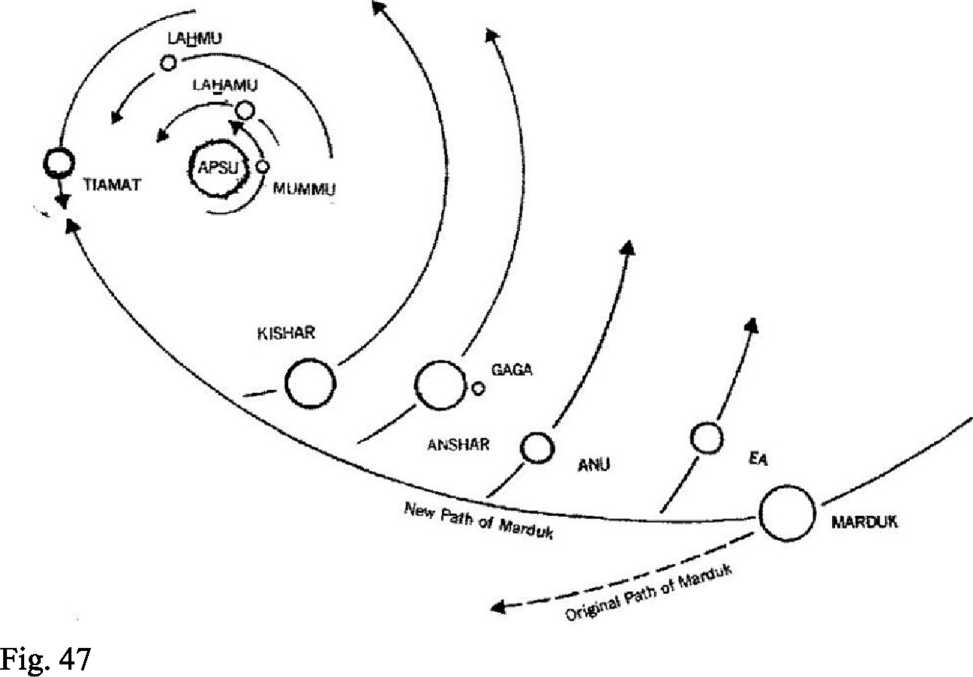 LAHMU
LAHAMU
APSU
MUMMU
TIAMAT
KISHAR
GAGA
ANSHAR
ANU
EA
MARDUK
New Path of Marduk
Original Path of Marduk
Fig. 47